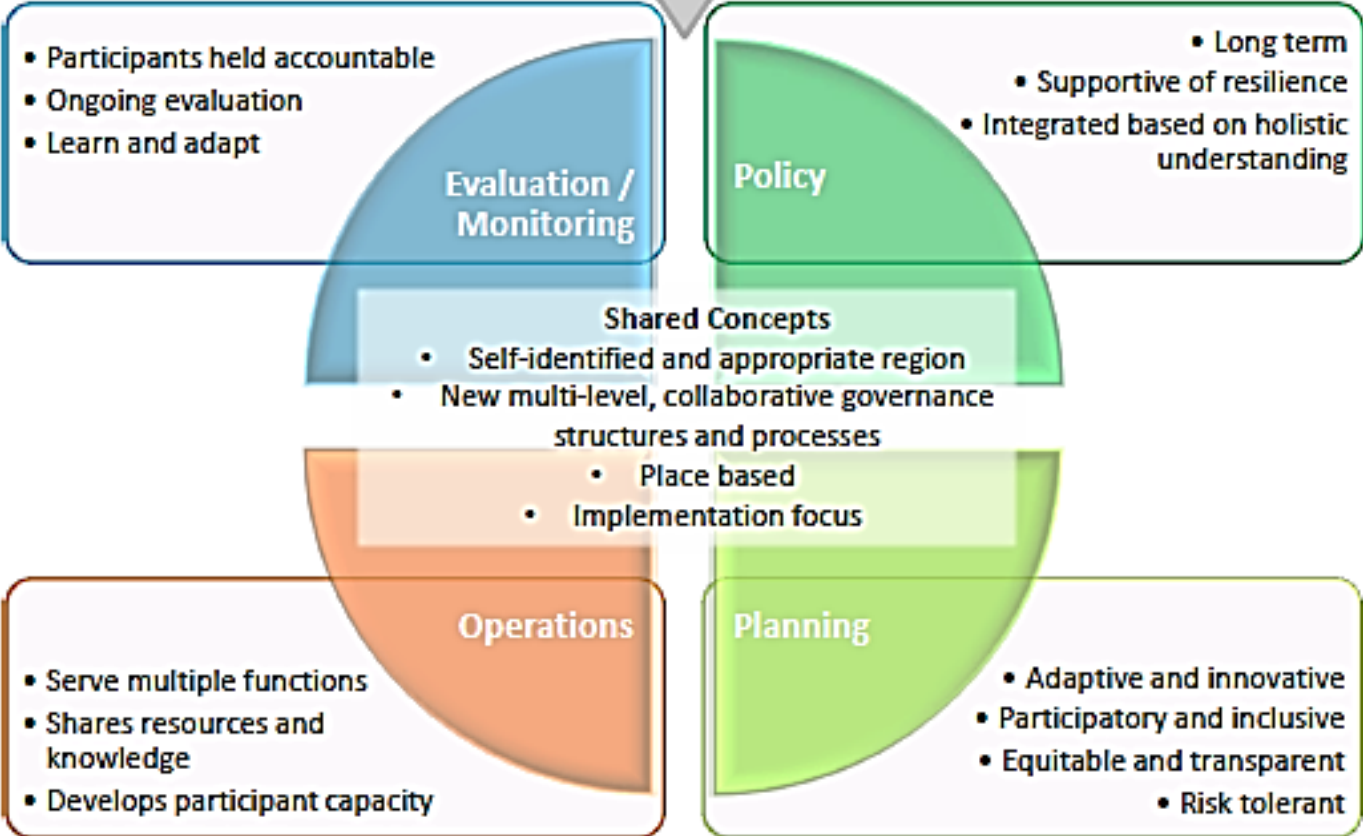 • Participants held accountable
• Ongoing evaluation
• Learn and adapt
Evaluation /
Monitoring
• Long term
• Supportive of resilience
• Integrated based on holistic
understanding
Policy
Shared Concepts
• Self-identified and appropriate region
• New multi-level, collaborative governance
structures and processes
• Place based
• Implementation focus
Operations
• Serve multiple functions
• Shares resources and
knowledge
• Develops participant capacity
Planning
• Adaptive and innovative
• Participatory and inclusive
• Equitable and transparent
• Risk tolerant